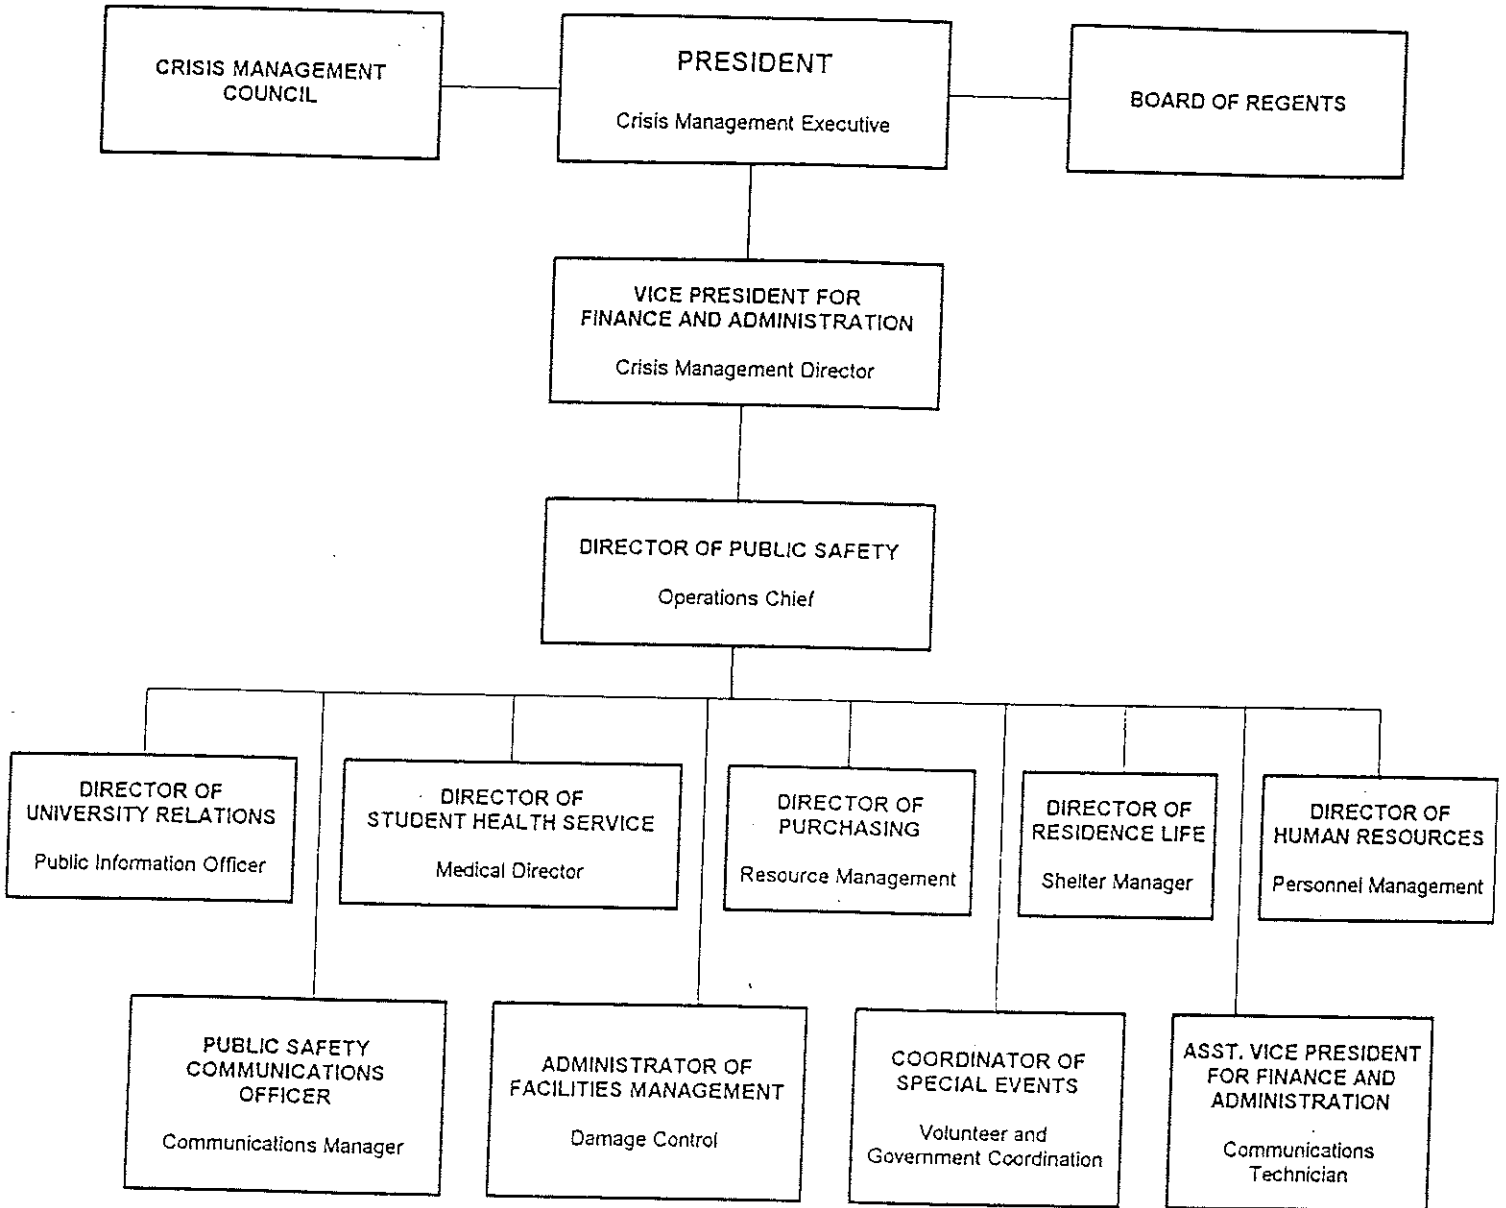 CRISIS MANAGEMENT
COUNCIL
PRESIDENT
Crisis Management Executive
BOARD OF REGENTS
VICE PRESIDENT FOR
FINANCE AND ADMINISTRATION
Crisis Management Director
DIRECTOR OF PUBLIC SAFETY
Operations Chief
DIRECTOR OF
UNIVERSITY RELATIONS
Public Information Officer
DIRECTOR OF
STUDENT HEALTH SERVICE
Medical Director
DIRECTOR OF
PURCHASING
Resource Management
DIRECTOR OF
RESIDENCE LIFE
Shelter Manager
DIRECTOR OF
HUMAN RESOURCES
Personnel Management
PUBLIC SAFETY
COMMUNICATIONS
OFFICER
Communications Manager
ADMINISTRATOR OF
FACILITIES MANAGEMENT
Damage Control
COORDINATOR OF
SPECIAL EVENTS
Volunteer and
Government Coordination
ASST. VICE PRESIDENT
FOR FINANCE AND
ADMINISTRATION
Communications
Technician